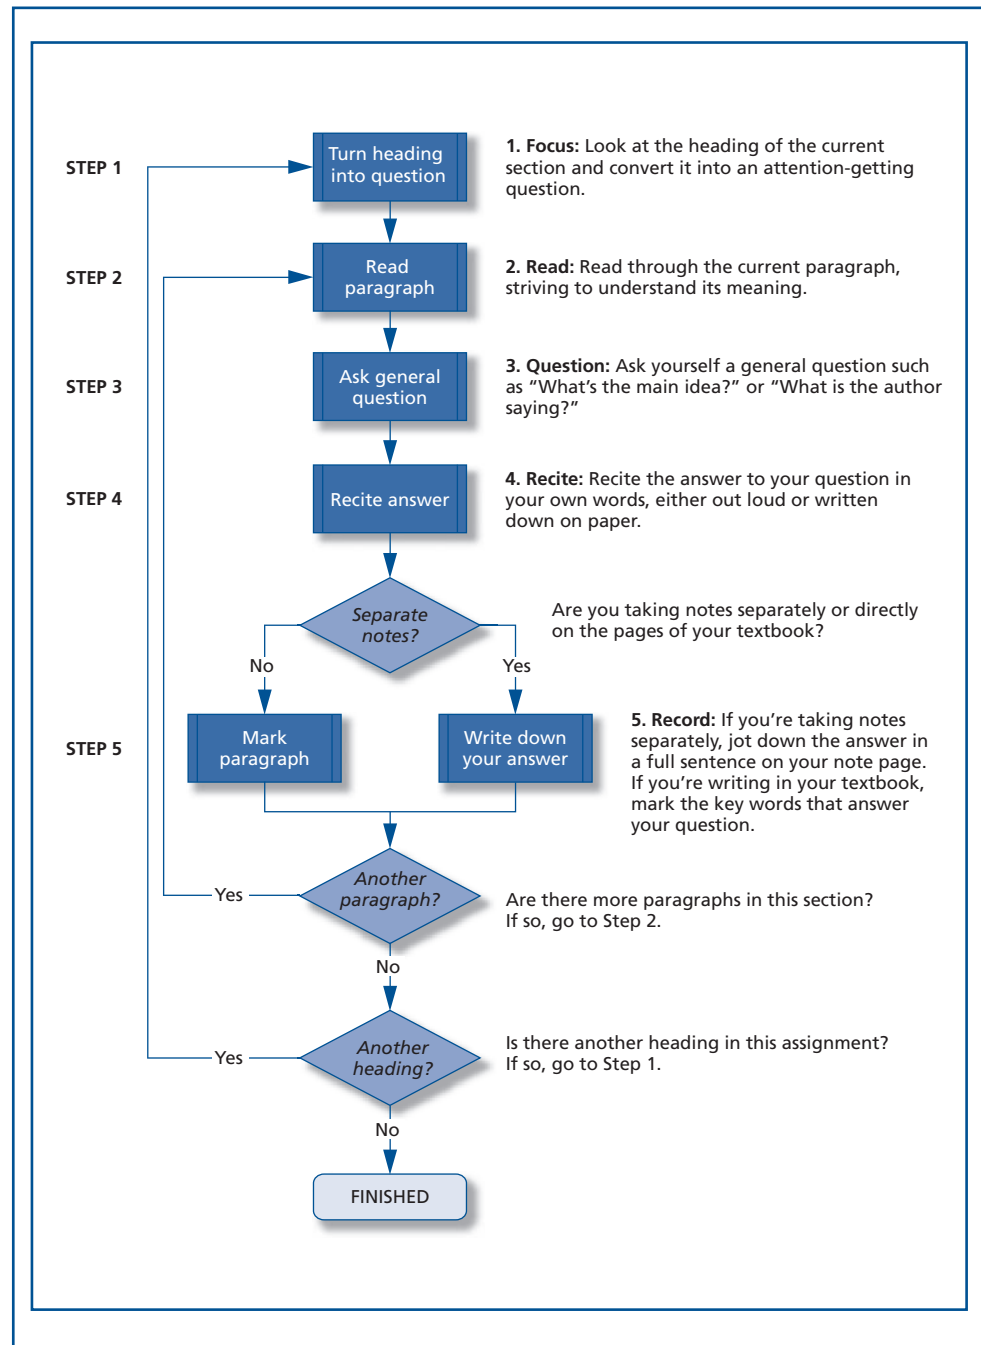 STEP 1
Turn heading
into question
1. Focus: Look at the heading of the current
section and convert it into an attention-getting
question.
STEP 2
Read
paragraph
2. Read: Read through the current paragraph,
striving to understand its meaning.
STEP 3
Ask general
question
3. Question: Ask yourself a general question such
as “What’s the main idea?” or “What is the author
saying?”
STEP 4
Recite answer
4. Recite: Recite the answer to your question in
your own words, either out loud or written
down on paper.
Separate
notes?
Are you taking notes separately or directly
on the pages of your textbook?
No
Yes
STEP 5
Mark
paragraph
Write down
your answer
5. Record: If you’re taking notes
separately, jot down the answer in
a full sentence on your note page.
If you’re writing in your textbook,
mark the key words that answer
your question.
Another
paragraph?
Yes
Are there more paragraphs in this section?
If so, go to Step 2.
No
Another
heading?
Yes
Is there another heading in this assignment?
If so, go to Step 1.
No
FINISHED